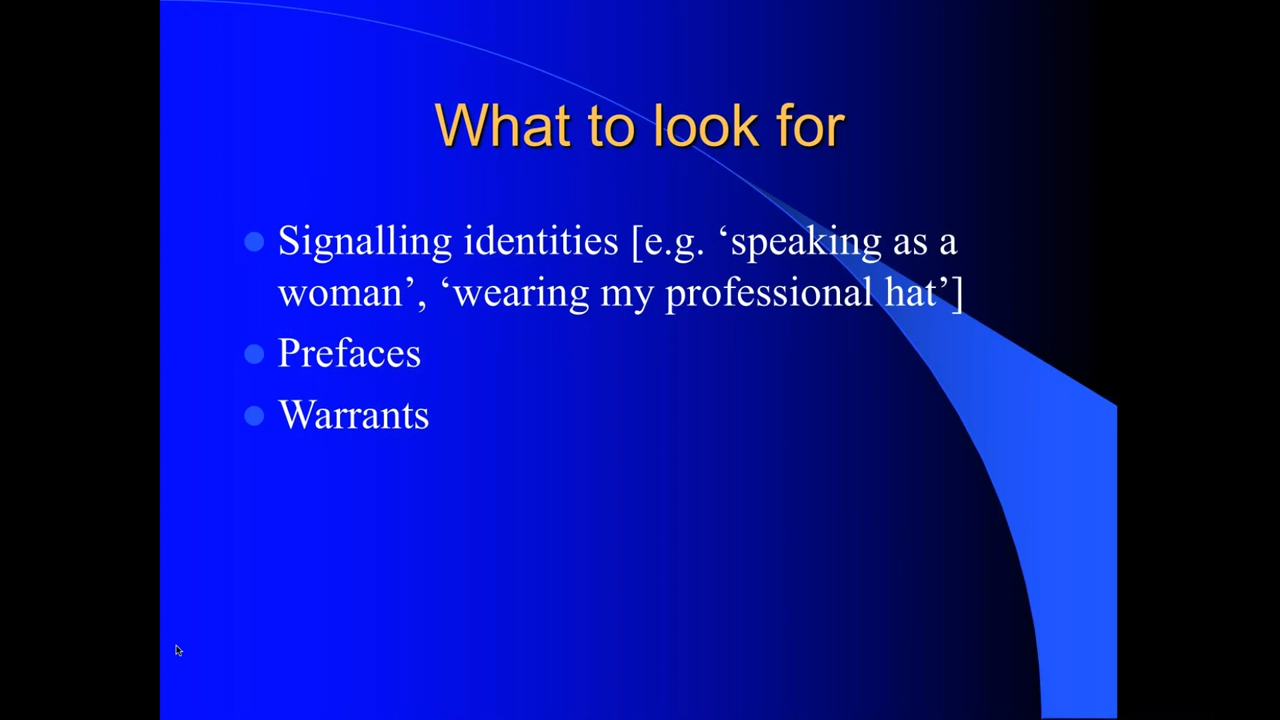 What to look for
Signalling identities [e.g. ‘speaking as a
woman’, ‘wearing my professional hat’]
Prefaces
Warrants